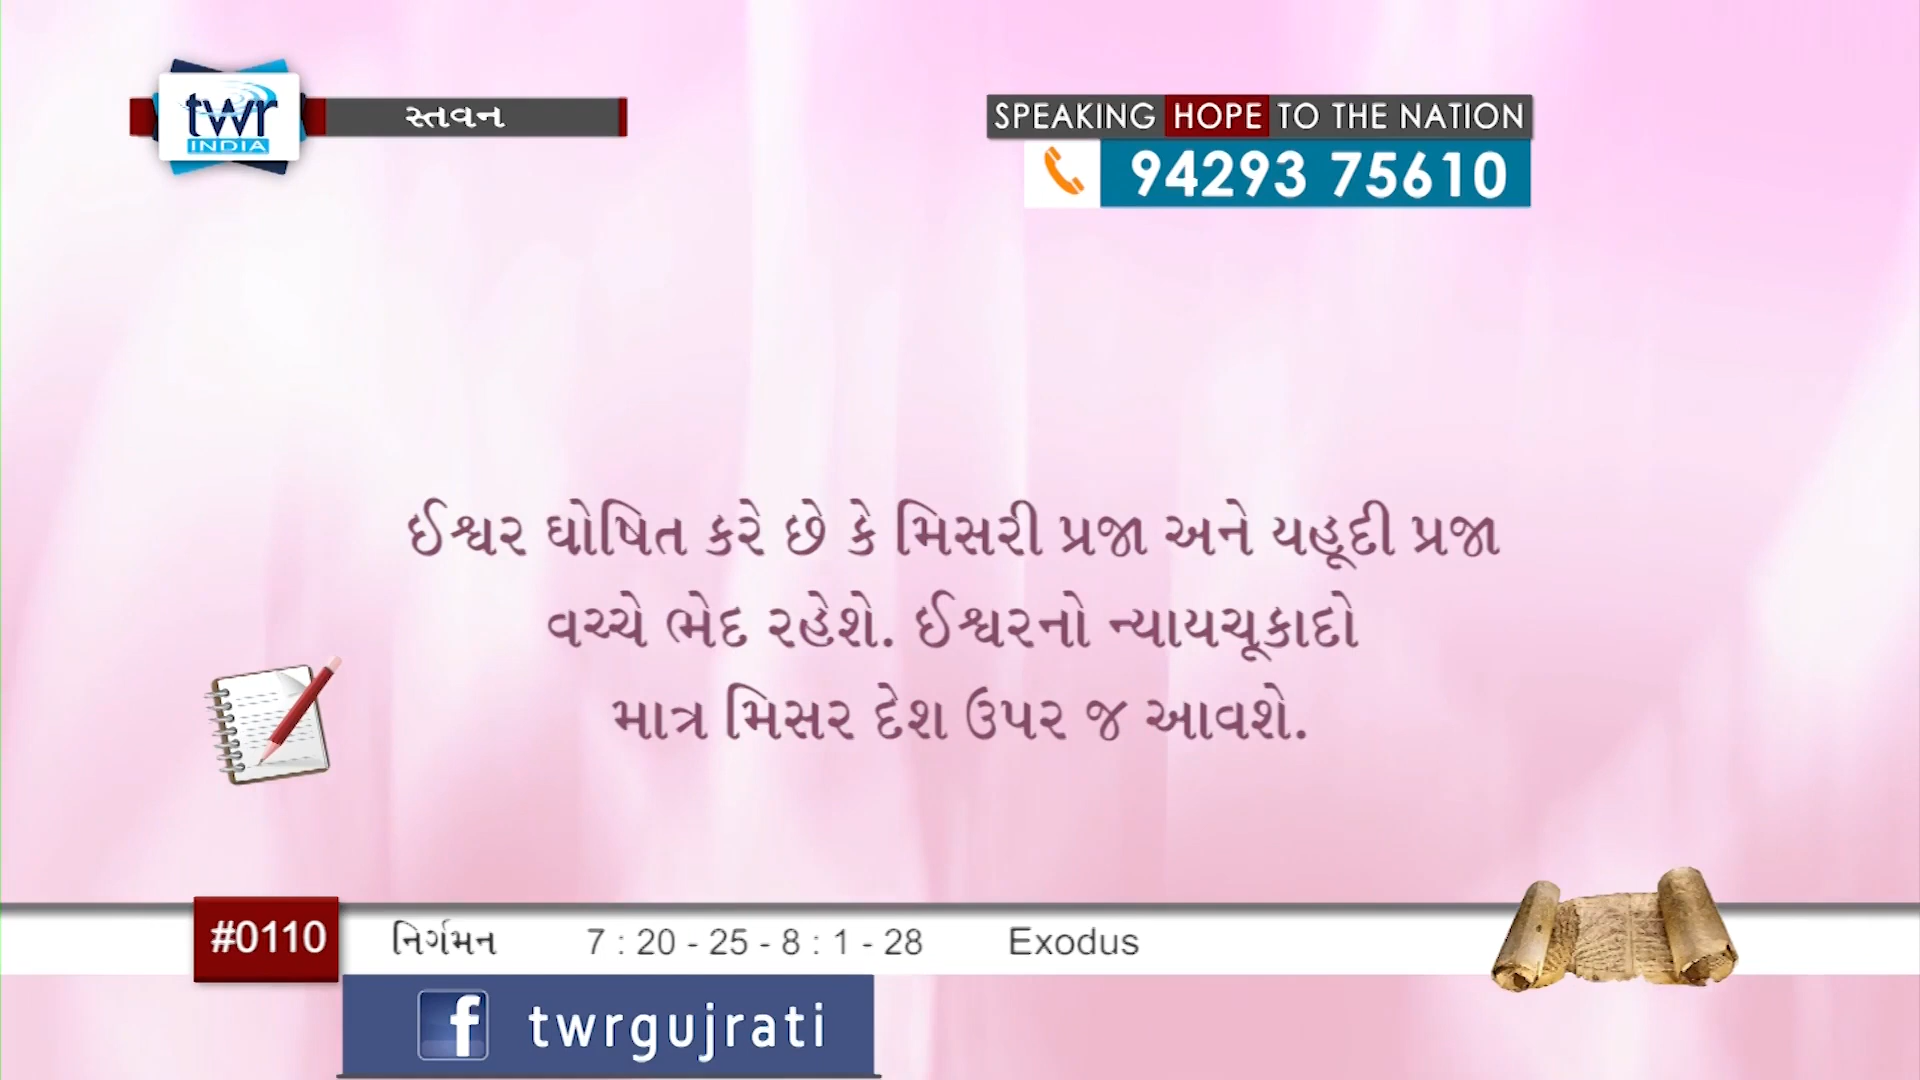 twr
INDIA
સ્તવન
SPEAKING HOPE TO THE NATION
94293 75610
ઈશ્વર ઘોષિત કરે છે કે મિસરી પ્રજા અને યહૂદી પ્રજા
વચ્ચે ભેદ રહેશે. ઈશ્વરનો ન્યાયચૂકાદો
માત્ર મિસર દેશ ઉપર જ આવશે.
#0110 નિર્ગમન 7 : 20 - 25 - 8 : 1 - 28 Exodus
f twrgujrati